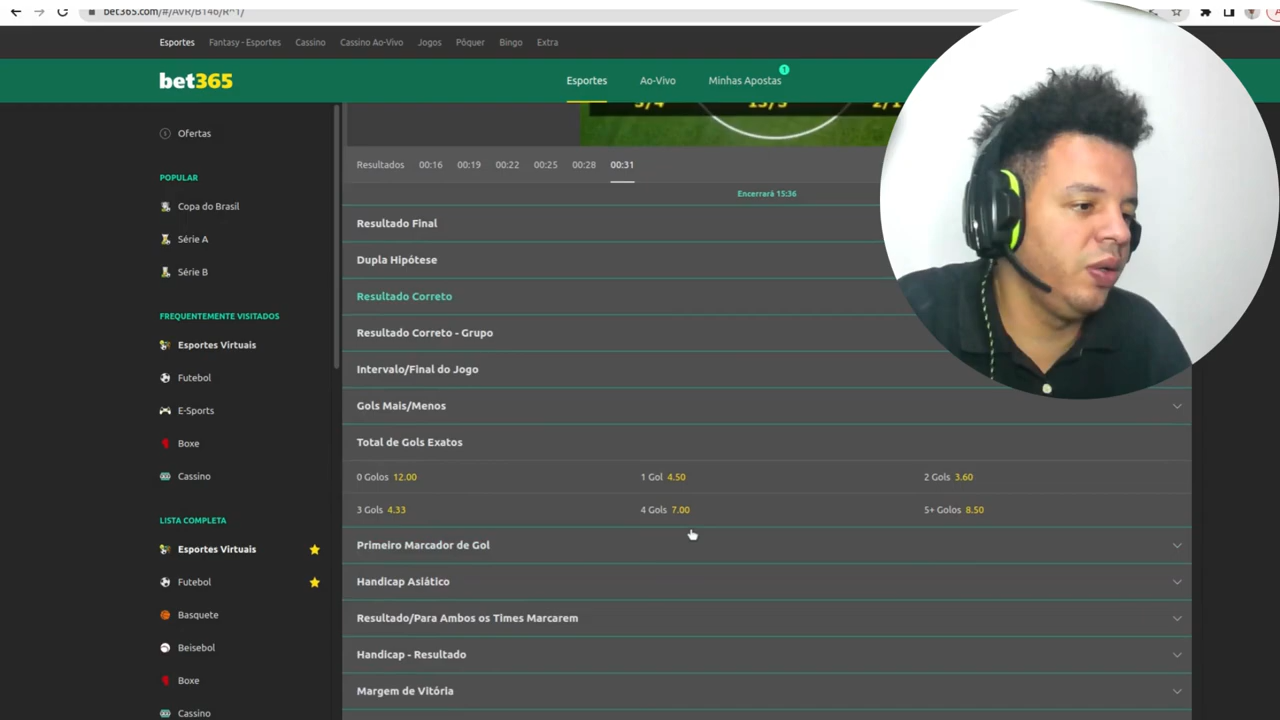 bet365.com/#/AVR/B146/R^1/
Esportes Fantasy - Esportes Cassino Cassino Ao-Vivo Jogos Pôquer Bingo Extra
bet365
Esportes Ao-Vivo Minhas Apostas 1
Ofertas
POPULAR
Copa do Brasil
Série A
Série B
FREQUENTEMENTE VISITADOS
Esportes Virtuais
Futebol
E-Sports
Boxe
Cassino
LISTA COMPLETA
Esportes Virtuais
Futebol
Basquete
Beisebol
Boxe
Cassino
Resultados 00:16 00:19 00:22 00:25 00:28 00:31
Encerrará 15:36
Resultado Final
Dupla Hipótese
Resultado Correto
Resultado Correto - Grupo
Intervalo/Final do Jogo
Gols Mais/Menos
Total de Gols Exatos
0 Golos 12.00 1 Gol 4.50 2 Gols 3.60
3 Gols 4.33 4 Gols 7.00 5+ Golos 8.50
Primeiro Marcador de Gol
Handicap Asiático
Resultado/Para Ambos os Times Marcarem
Handicap - Resultado
Margem de Vitória